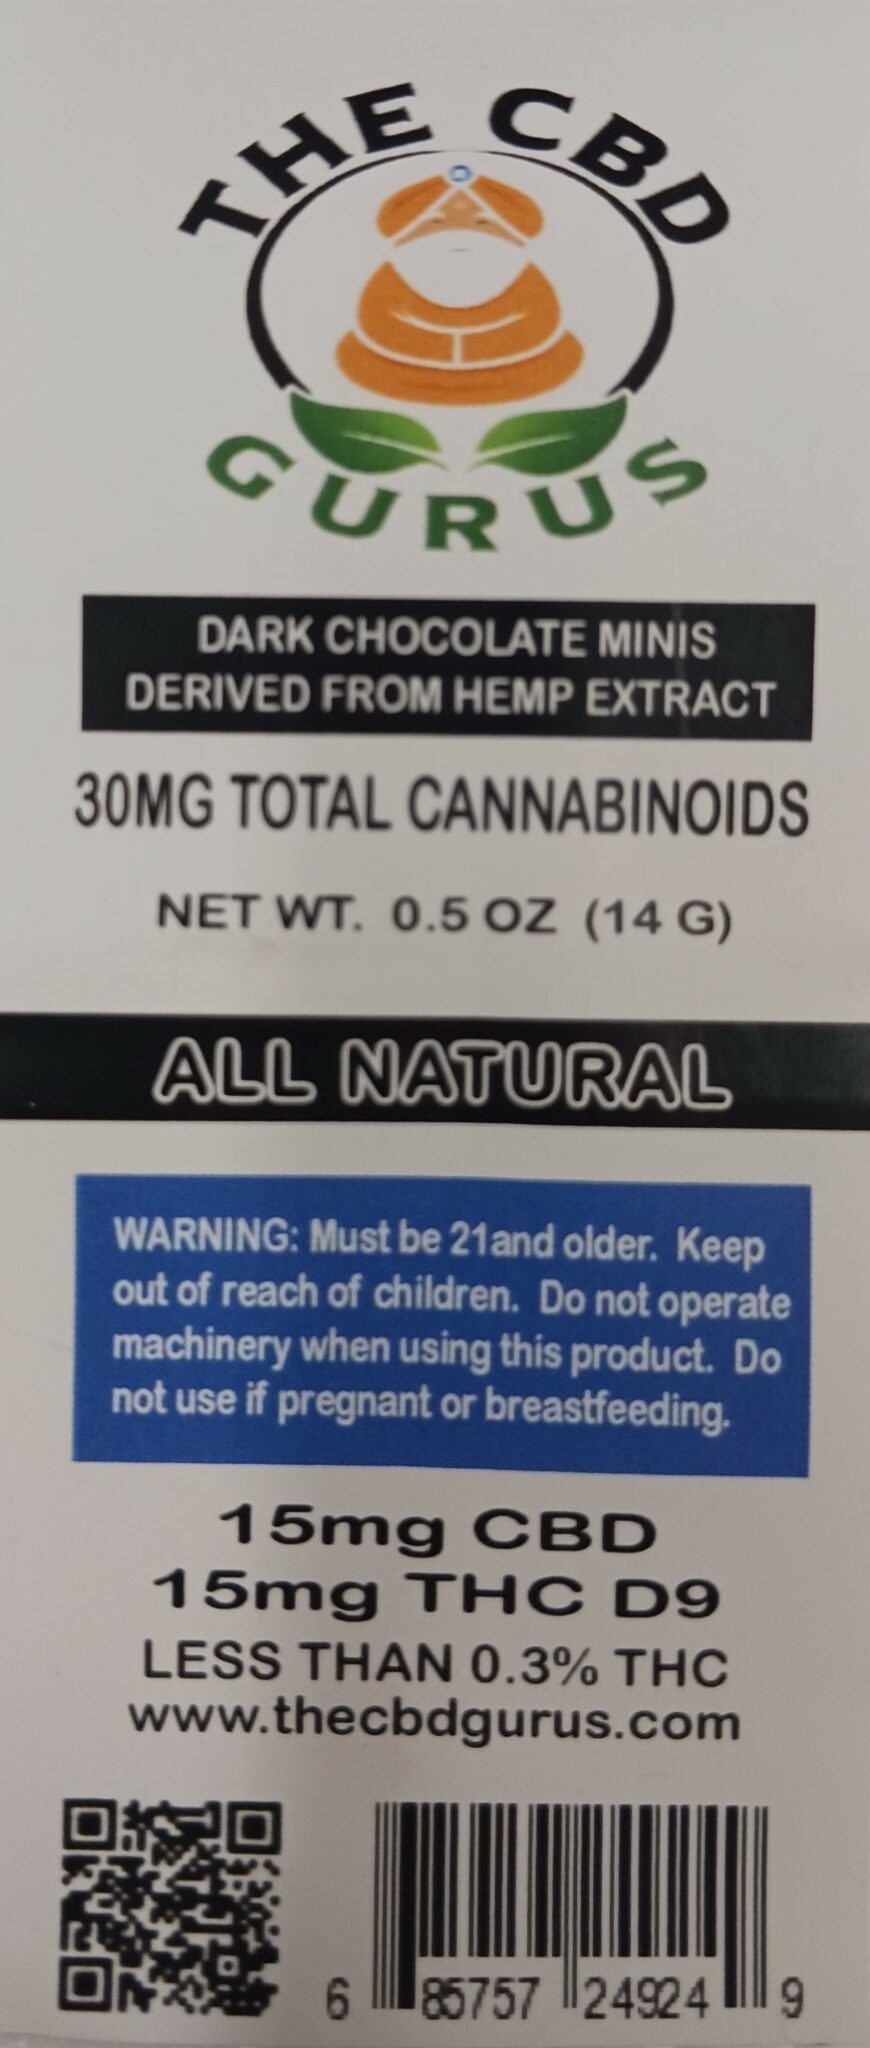 THE CBD
GURUS
DARK CHOCOLATE MINIS
DERIVED FROM HEMP EXTRACT
30MG TOTAL CANNABINOIDS
NET WT. 0.5 OZ (14 G)
ALL NATURAL
WARNING: Must be 21and older. Keep
out of reach of children. Do not operate
machinery when using this product. Do
not use if pregnant or breastfeeding.
15mg CBD
15mg THC D9
LESS THAN 0.3% THC
www.thecbdgurus.com
6 85757 24924 9